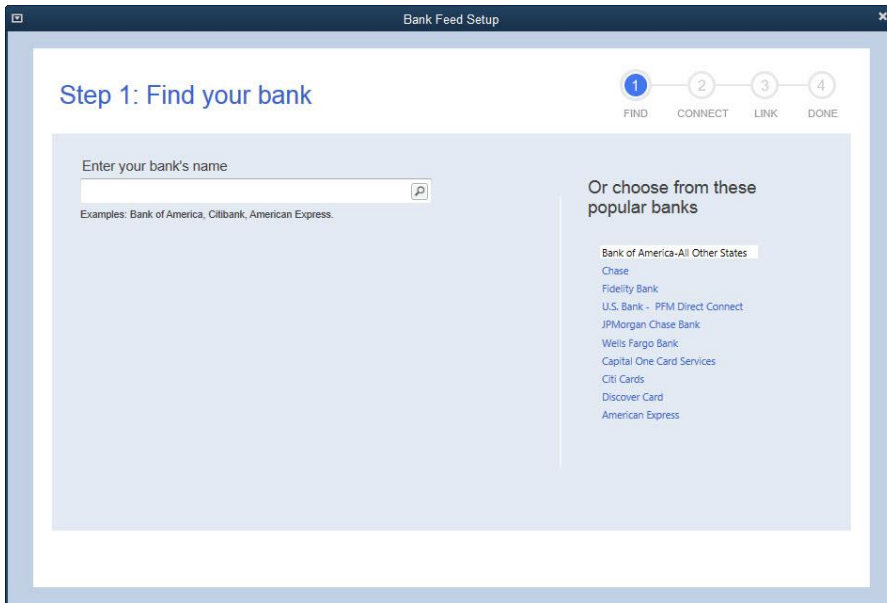 Bank Feed Setup
Step 1: Find your bank
1 2 3 4
FIND CONNECT LINK DONE
Enter your bank's name
Examples: Bank of America, Citibank, American Express.
Or choose from these
popular banks
Bank of America-All Other States
Chase
Fidelity Bank
U.S. Bank - PFM Direct Connect
JPMorgan Chase Bank
Wells Fargo Bank
Capital One Card Services
Citi Cards
Discover Card
American Express